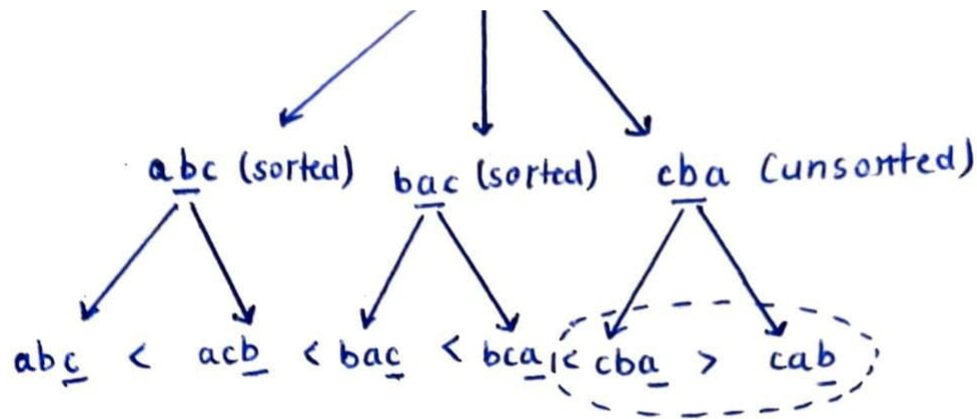 abc (sorted) bac (sorted) cba (unsorted)
abc < acb < bac < bca < cba > cab